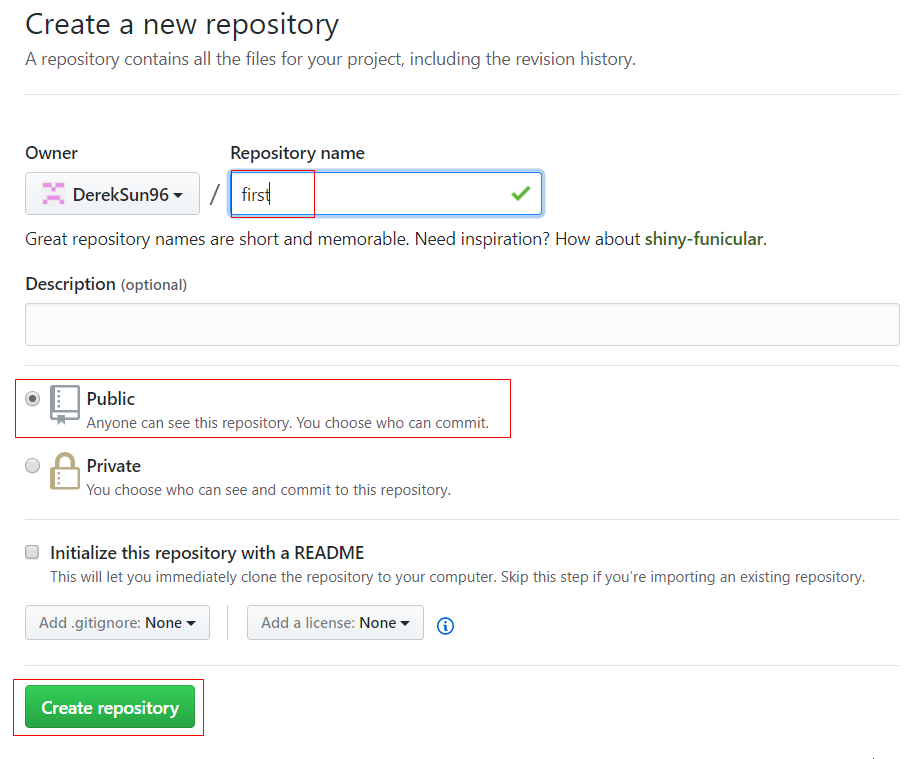 Create a new repository
A repository contains all the files for your project, including the revision history.
Owner
Repository name
DerekSun96
/
first
Great repository names are short and memorable. Need inspiration? How about shiny-funicular.
Description (optional)
Public
Anyone can see this repository. You choose who can commit.
Private
You choose who can see and commit to this repository.
Initialize this repository with a README
This will let you immediately clone the repository to your computer. Skip this step if you’re importing an existing repository.
Add .gitignore: None
Add a license: None
Create repository